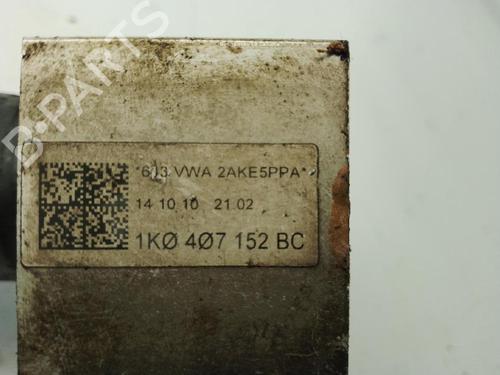 B-PARTS
*613 VWA 2AKE5PPA*
14 10 10 21.02
1KØ 4Ø7 152 BC